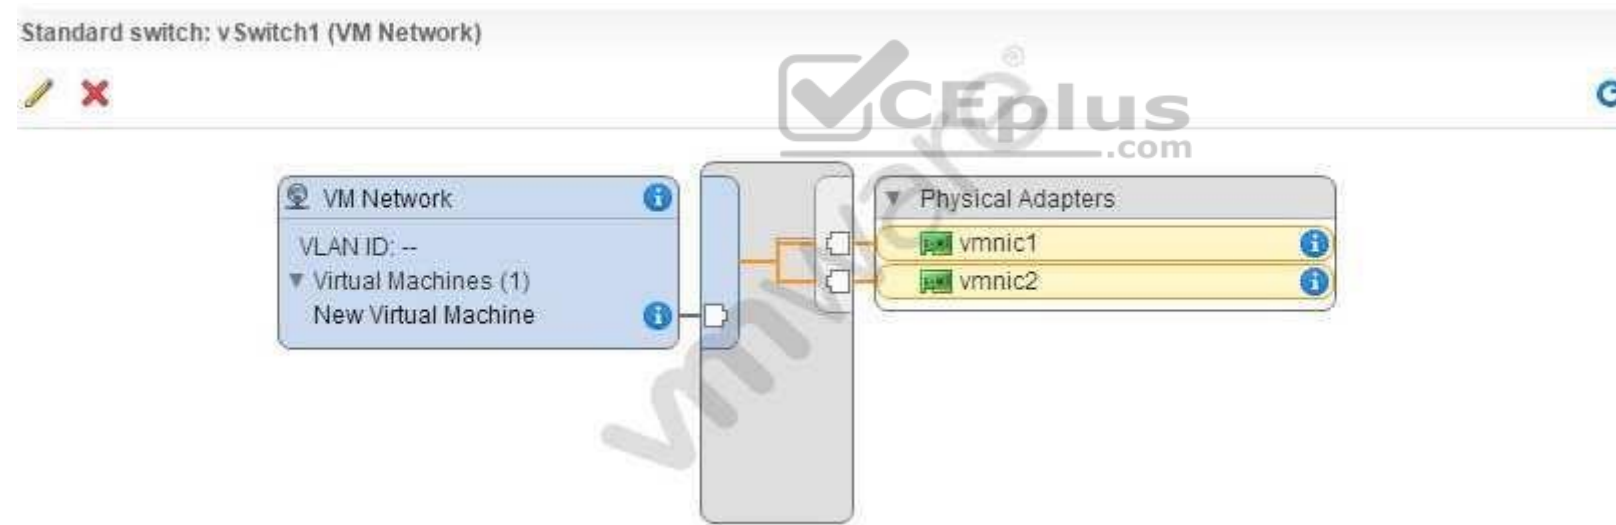 Standard switch: vSwitch1 (VM Network)
CEplus
.com
vmware®
VM Network
VLAN ID: --
Virtual Machines (1)
New Virtual Machine
Physical Adapters
vmnic1
vmnic2